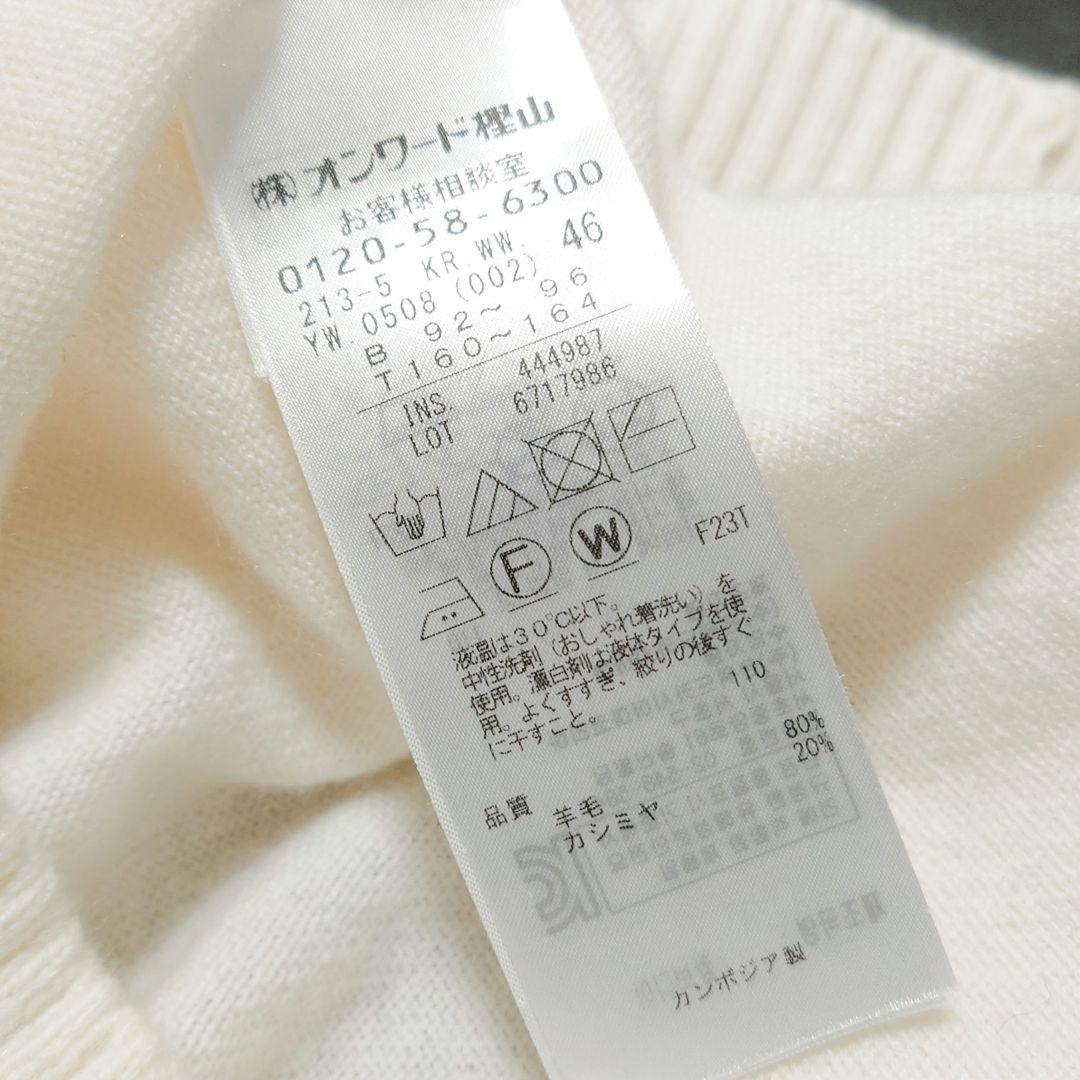 (株)オンワード樫山
お客様相談室
0120-58-6300
213-5 KR.WW. 46
YW.0508(002)
B 92～ 96
T160～164
INS. 444987
LOT 6717986
F W F23T
液温は30℃以下。
中性洗剤(おしゃれ着洗い)を
使用。漂白剤は液体タイプを使
用。よくすすぎ、絞りの後すぐ
に干すこと。 110
品質 羊毛 80%
カシミヤ 20%
カンボジア製